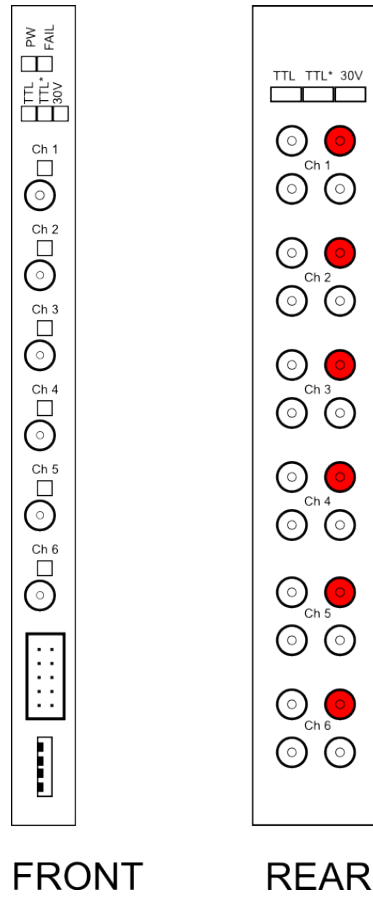 PW FAIL
TTL TTL* 30V
Ch 1
Ch 2
Ch 3
Ch 4
Ch 5
Ch 6
FRONT
TTL TTL* 30V
Ch 1
Ch 2
Ch 3
Ch 4
Ch 5
Ch 6
REAR